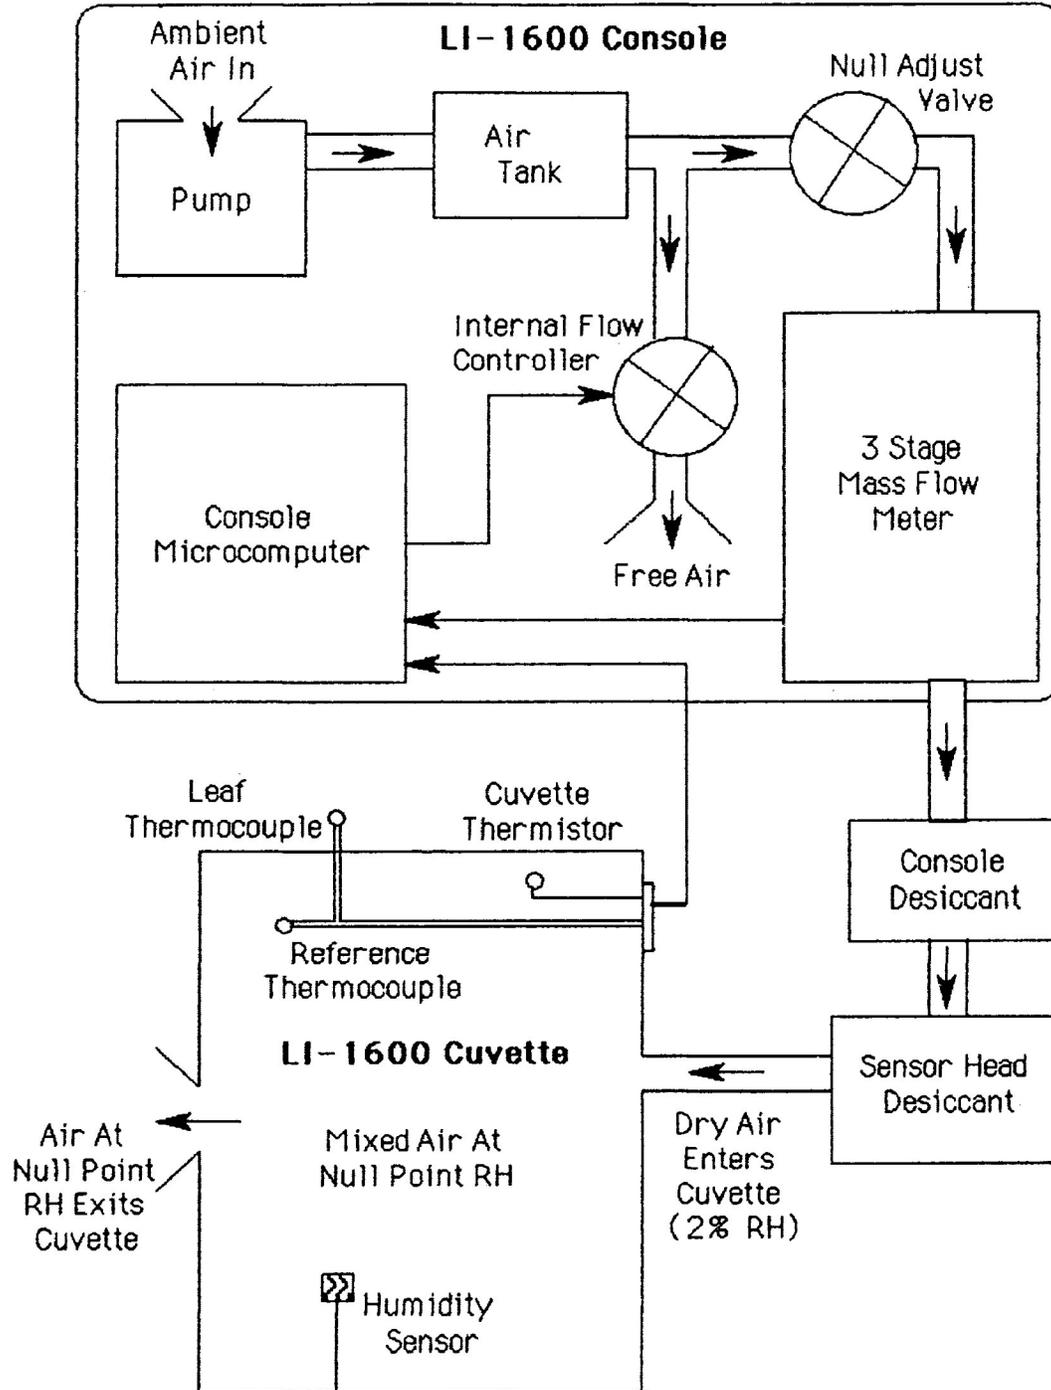 LI-1600 Console
Ambient
Air In
Pump
Air
Tank
Null Adjust
Valve
Internal Flow
Controller
3 Stage
Mass Flow
Meter
Console
Microcomputer
Free Air
Leaf
Thermocouple
Cuvette
Thermistor
Console
Desiccant
Reference
Thermocouple
LI-1600 Cuvette
Sensor Head
Desiccant
Air At
Null Point
RH Exits
Cuvette
Mixed Air At
Null Point RH
Dry Air
Enters
Cuvette
(2% RH)
Humidity
Sensor